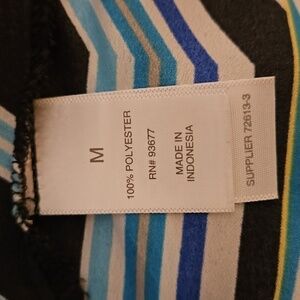 M
100% POLYESTER
RN# 93677
MADE IN
INDONESIA
SUPPLIER 72613-3